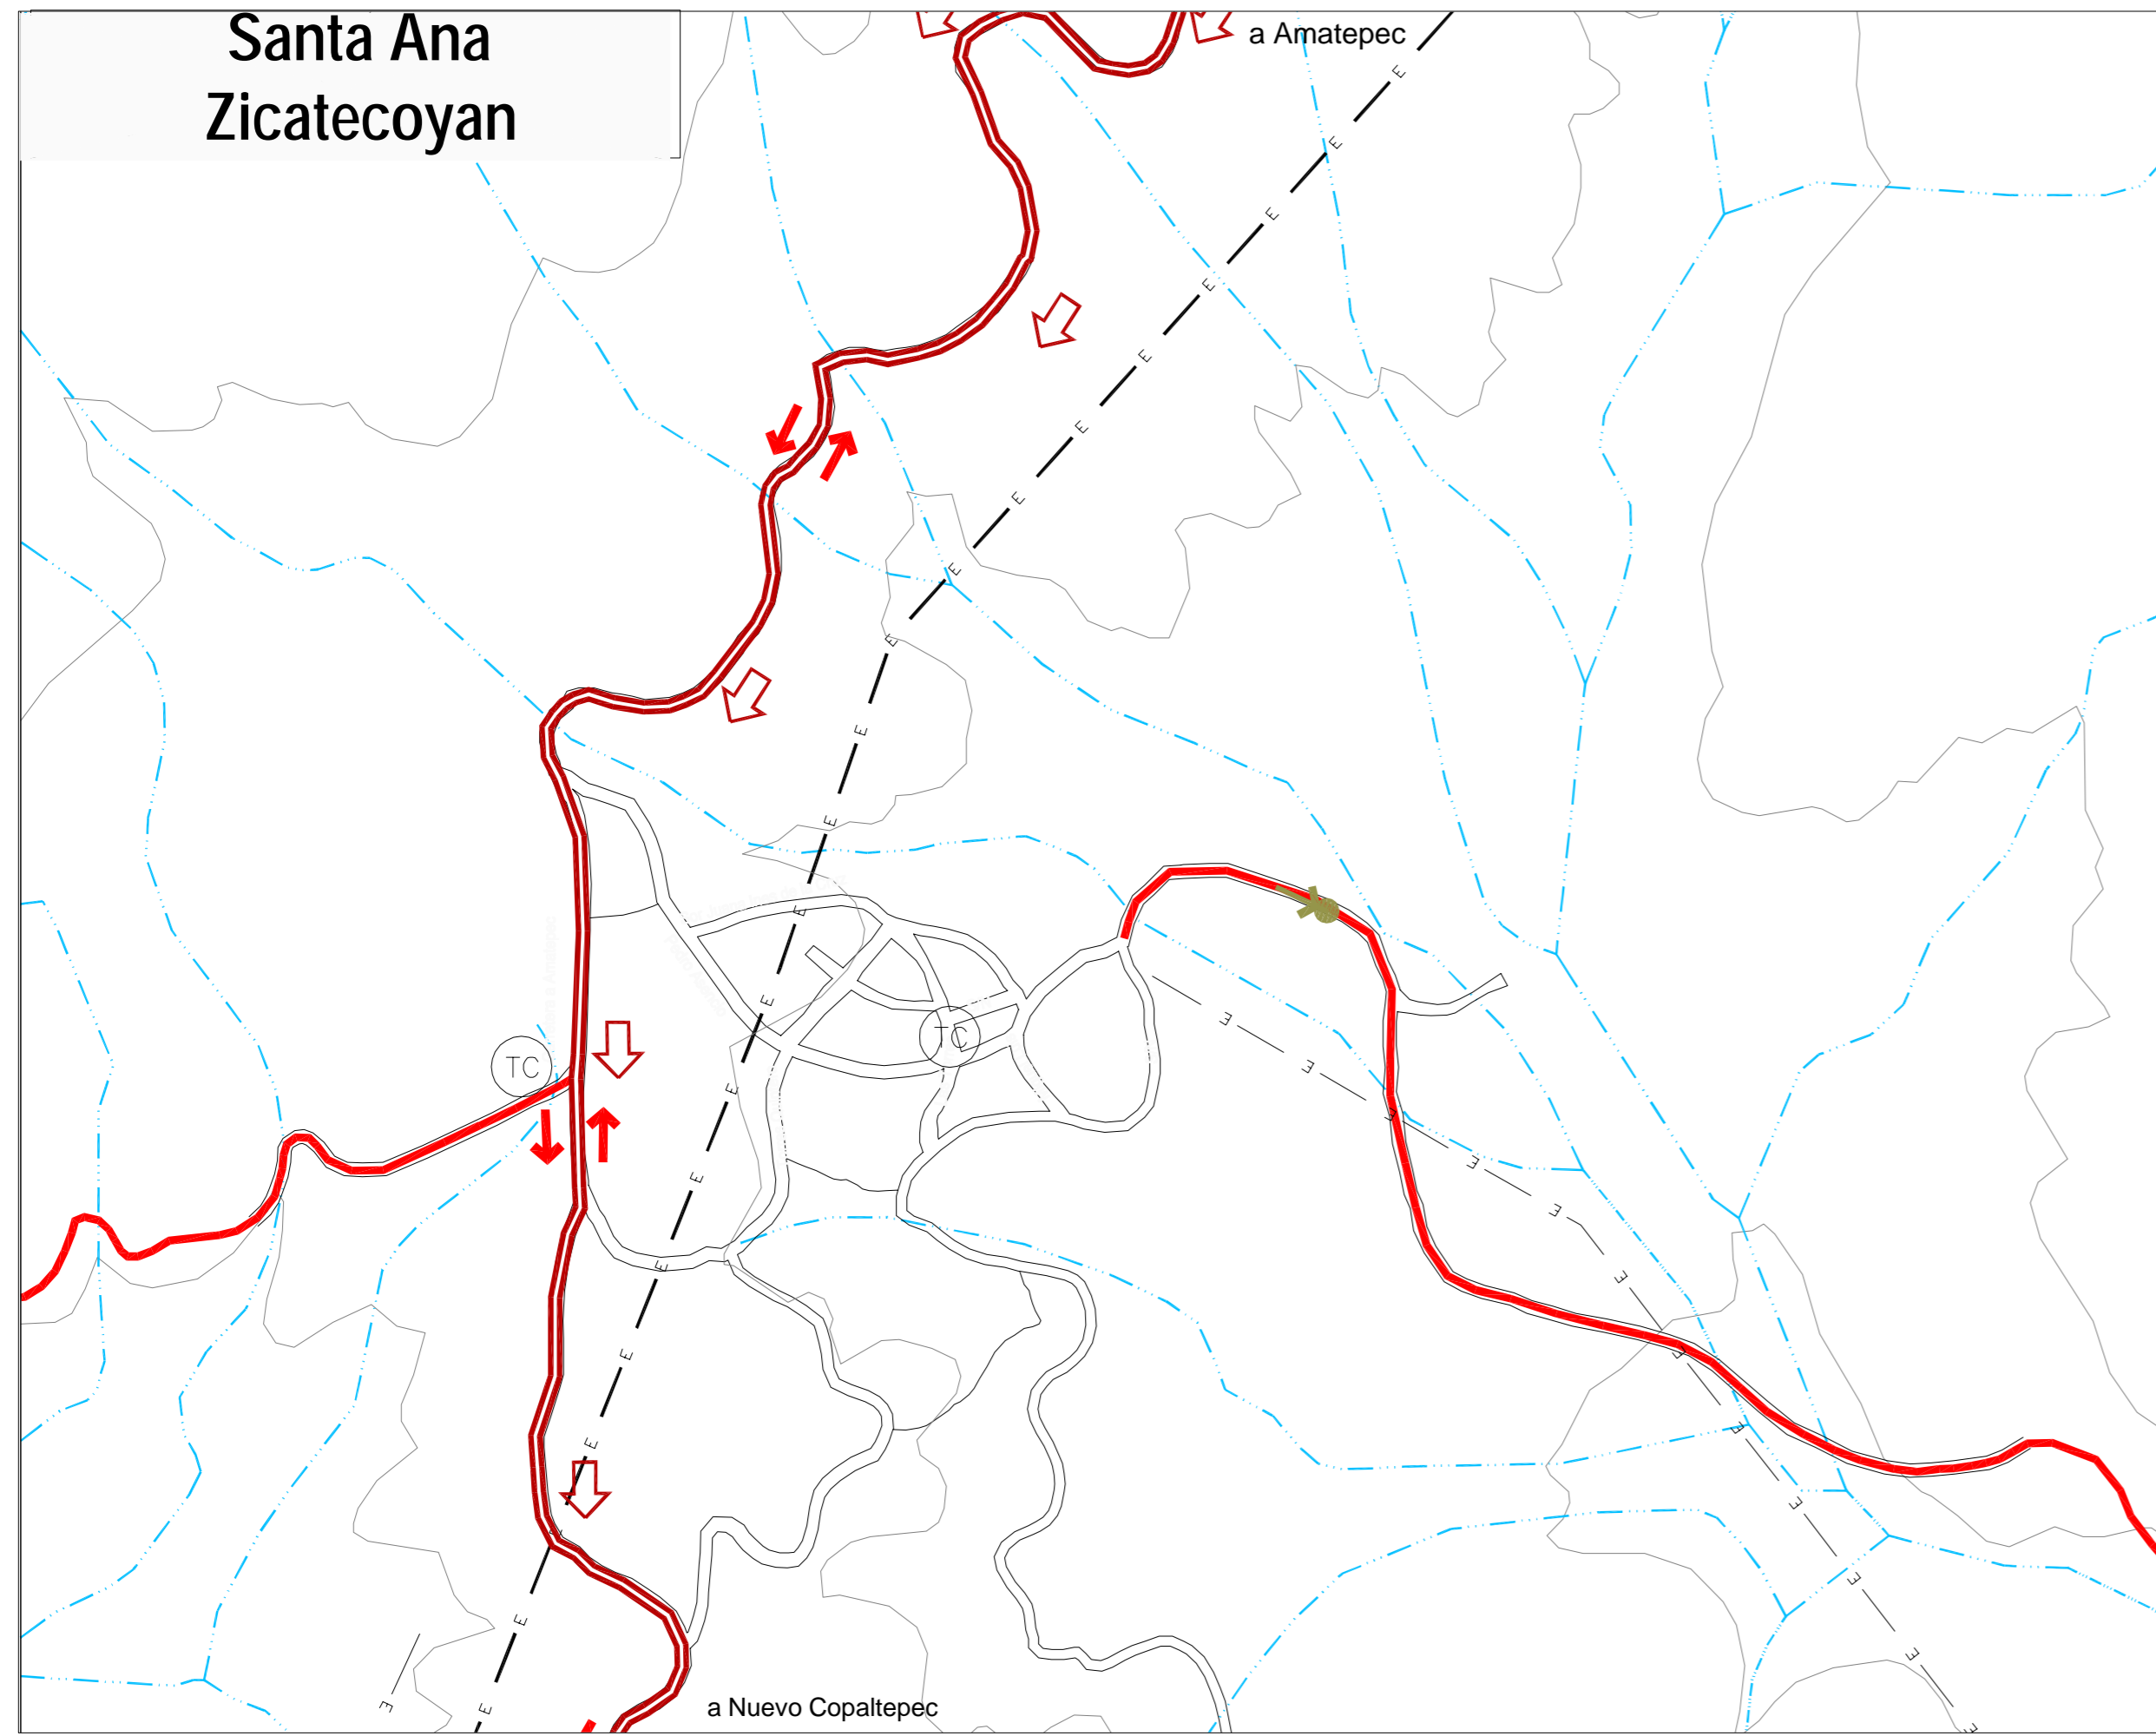 Santa Ana
Zicatecoyan
a Amatepec
TC
TC
a Nuevo Copaltepec